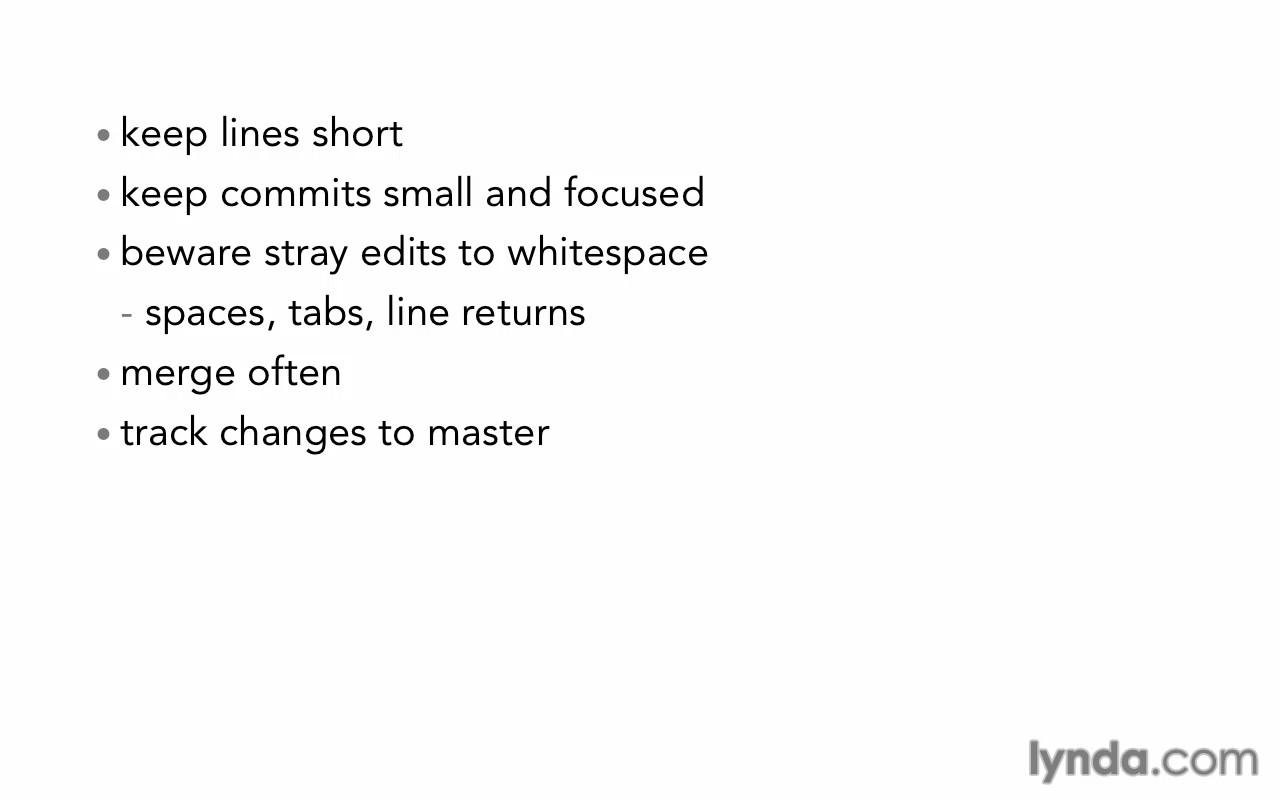 • keep lines short
• keep commits small and focused
• beware stray edits to whitespace
- spaces, tabs, line returns
• merge often
• track changes to master
lynda.com